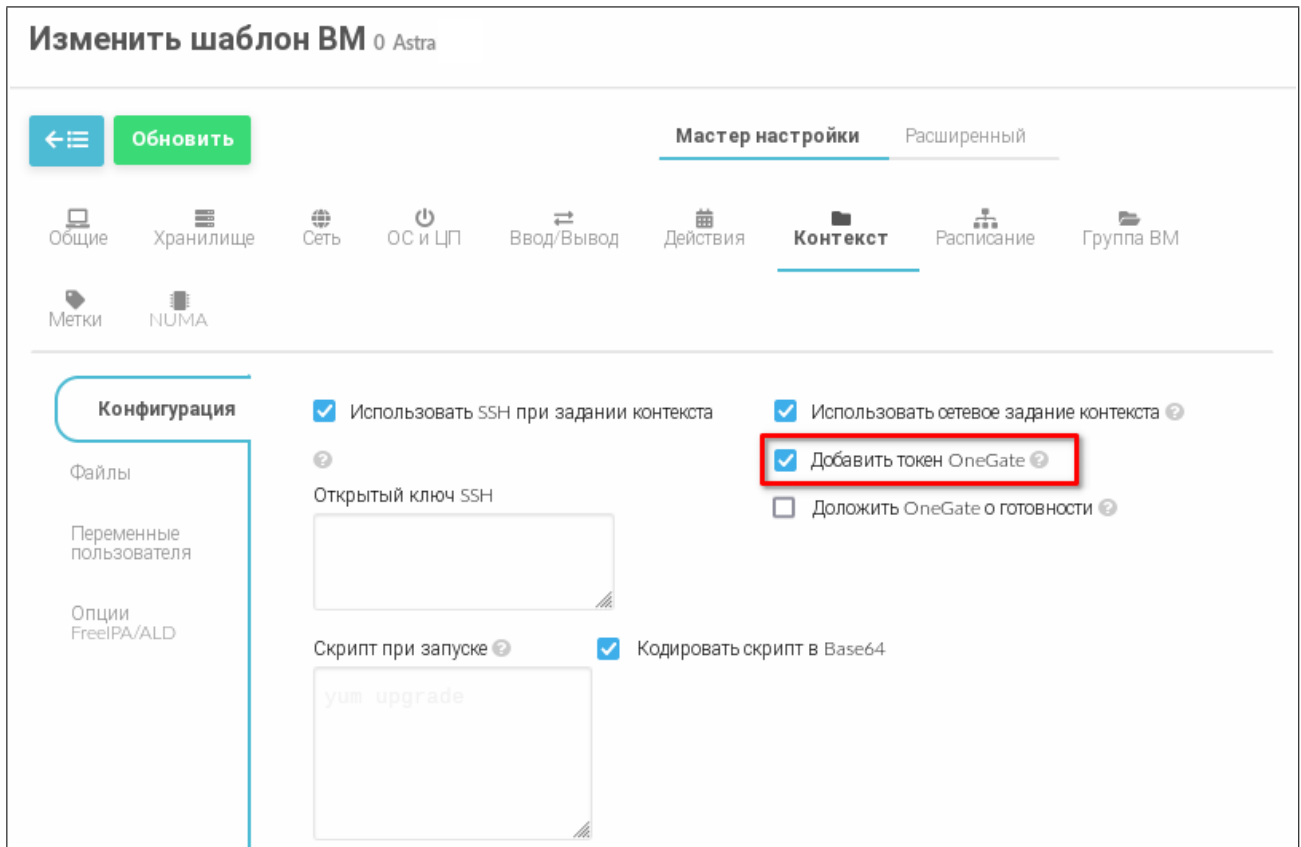 Изменить шаблон ВМ 0 Astra
Обновить
Мастер настройки Расширенный
Общие Хранилище Сеть ОС и ЦП Ввод/Вывод Действия Контекст Расписание Группа ВМ
Метки NUMA
Конфигурация
Файлы
Переменные
пользователя
Опции
FreeIPA/ALD
Использовать SSH при задании контекста
Открытый ключ SSH
Использовать сетевое задание контекста
Добавить токен OneGate
Доложить OneGate о готовности
Скрипт при запуске
Кодировать скрипт в Base64
yum upgrade